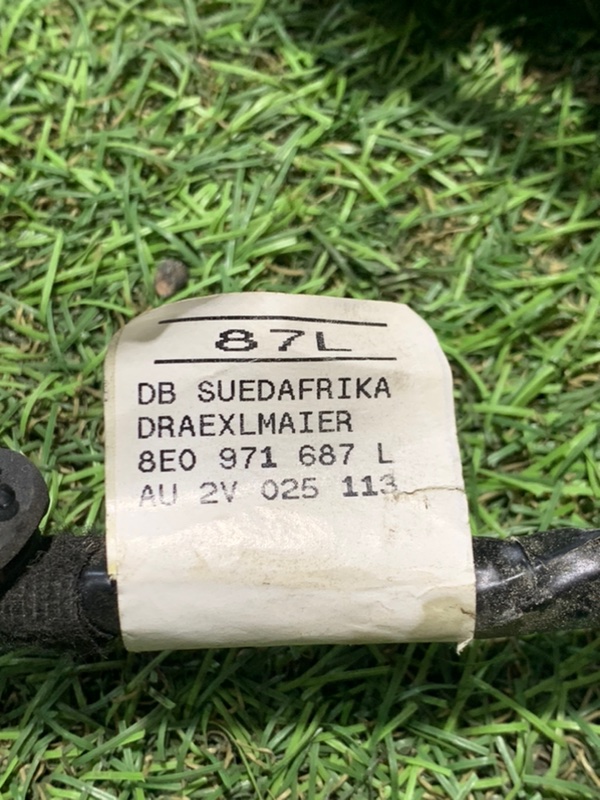 87L
DB SUEDAFRIKA
DRAEXLMAIER
8E0 971 687 L
AU 2V 025 113